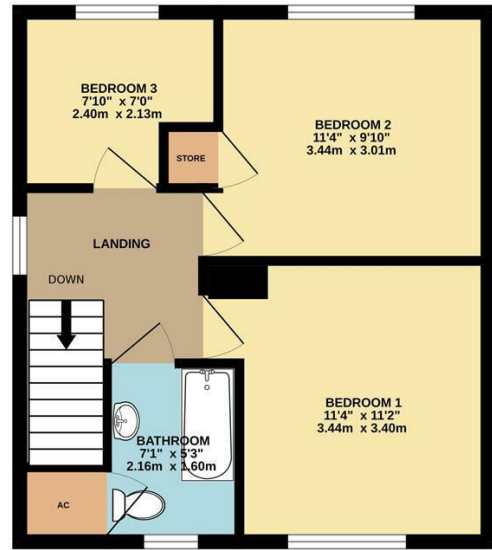 BEDROOM 3
7'10" x 7'0"
2.40m x 2.13m
BEDROOM 2
11'4" x 9'10"
3.44m x 3.01m
STORE
LANDING
DOWN
BEDROOM 1
11'4" x 11'2"
3.44m x 3.40m
BATHROOM
7'1" x 5'3"
2.16m x 1.60m
AC